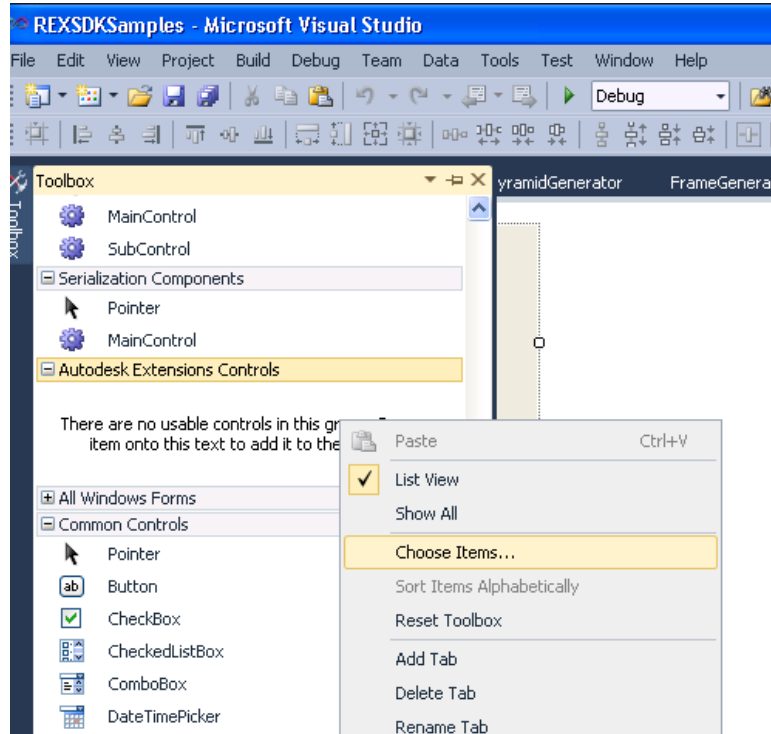 REXSDKSamples - Microsoft Visual Studio
File Edit View Project Build Debug Team Data Tools Test Window Help
Debug
Toolbox
yramidGenerator FrameGenera
Toolbox
MainControl
SubControl
Serialization Components
Pointer
MainControl
Autodesk Extensions Controls
There are no usable controls in this gr
item onto this text to add it to the
Paste Ctrl+V
List View
Show All
Choose Items...
Sort Items Alphabetically
Reset Toolbox
Add Tab
Delete Tab
Rename Tab
All Windows Forms
Common Controls
Pointer
ab Button
CheckBox
CheckedListBox
ComboBox
DateTimePicker